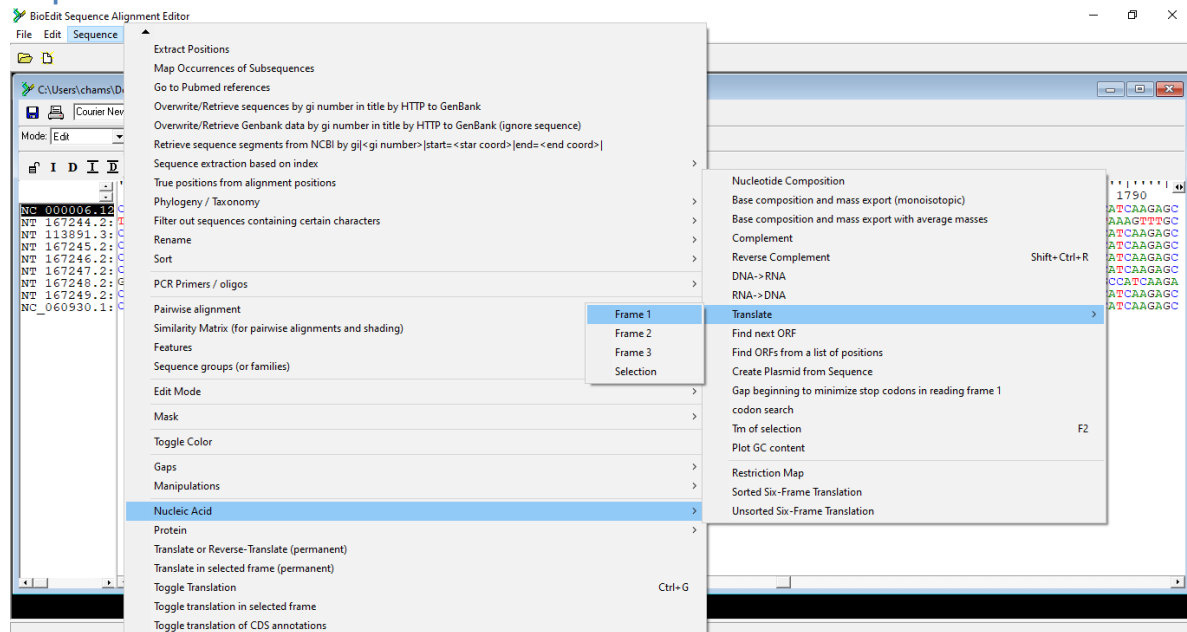 BioEdit Sequence Alignment Editor
File Edit Sequence
C:\Users\chams\D
Courier New
Mode: Edit
I D I D
NC 000006.12
NT 167244.2:
NT 113891.3:
NT 167245.2:
NT 167246.2:
NT 167247.2:
NT 167248.2:
NT 167249.2:
NC_060930.1:
Extract Positions
Map Occurrences of Subsequences
Go to Pubmed references
Overwrite/Retrieve sequences by gi number in title by HTTP to GenBank
Overwrite/Retrieve Genbank data by gi number in title by HTTP to GenBank (ignore sequence)
Retrieve sequence segments from NCBI by gi|<gi number>|start=<star coord>|end=<end coord>|
Sequence extraction based on index
True positions from alignment positions
Phylogeny / Taxonomy
Filter out sequences containing certain characters
Rename
Sort
PCR Primers / oligos
Pairwise alignment
Similarity Matrix (for pairwise alignments and shading)
Features
Sequence groups (or families)
Edit Mode
Mask
Toggle Color
Gaps
Manipulations
Nucleic Acid
Protein
Translate or Reverse-Translate (permanent)
Translate in selected frame (permanent)
Toggle Translation Ctrl+G
Toggle translation in selected frame
Toggle translation of CDS annotations
Frame 1
Frame 2
Frame 3
Selection
Nucleotide Composition
Base composition and mass export (monoisotopic)
Base composition and mass export with average masses
Complement
Reverse Complement Shift+Ctrl+R
DNA->RNA
RNA->DNA
Translate
Find next ORF
Find ORFs from a list of positions
Create Plasmid from Sequence
Gap beginning to minimize stop codons in reading frame 1
codon search
Tm of selection F2
Plot GC content
Restriction Map
Sorted Six-Frame Translation
Unsorted Six-Frame Translation
1790
ATCAAGAGC
AAAGTTTGC
ATCAAGAGC
ATCAAGAGC
ATCAAGAGC
ATCAAGAGC
CCATCAAGA
ATCAAGAGC
ATCAAGAGC